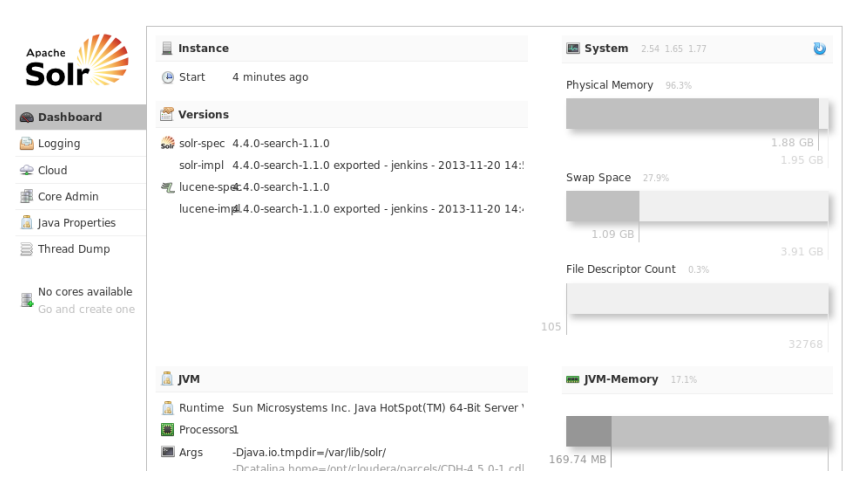 Apache
Solr
Dashboard
Logging
Cloud
Core Admin
Java Properties
Thread Dump
No cores available
Go and create one
Instance
Start 4 minutes ago
Versions
solr-spec 4.4.0-search-1.1.0
solr-impl 4.4.0-search-1.1.0 exported - jenkins - 2013-11-20 14:
lucene-spec 4.4.0-search-1.1.0
lucene-impl 4.4.0-search-1.1.0 exported - jenkins - 2013-11-20 14:
JVM
Runtime Sun Microsystems Inc. Java HotSpot(TM) 64-Bit Server
Processors 1
Args -Djava.io.tmpdir=/var/lib/solr/
-Dcatalina.home=/opt/cloudera/parcels/CDH-4.5.0-1.cd
System 2.54 1.65 1.77
Physical Memory 96.3%
1.88 GB
1.95 GB
Swap Space 27.9%
1.09 GB
3.91 GB
File Descriptor Count 0.3%
105
32768
JVM-Memory 17.1%
169.74 MB